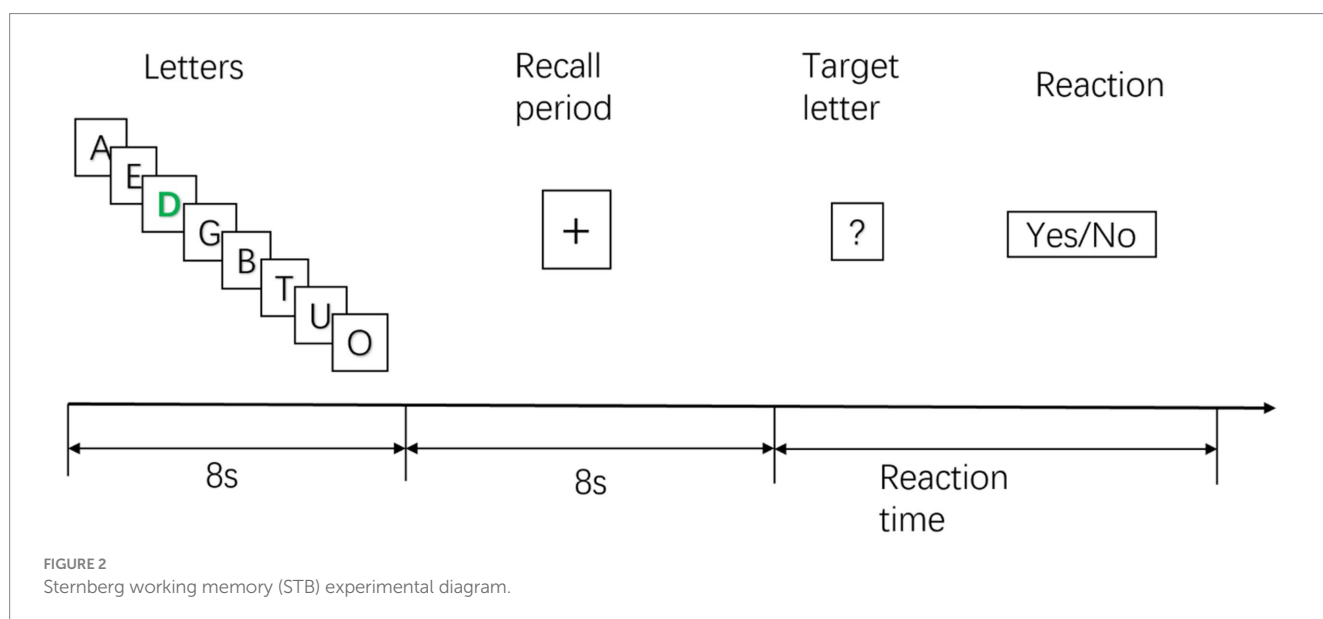 Letters
Recall
period
Target
letter
Reaction
A
E
D
G
B
T
U
O
+
?
Yes/No
8s
8s
Reaction
time
FIGURE 2
Sternberg working memory (STB) experimental diagram.